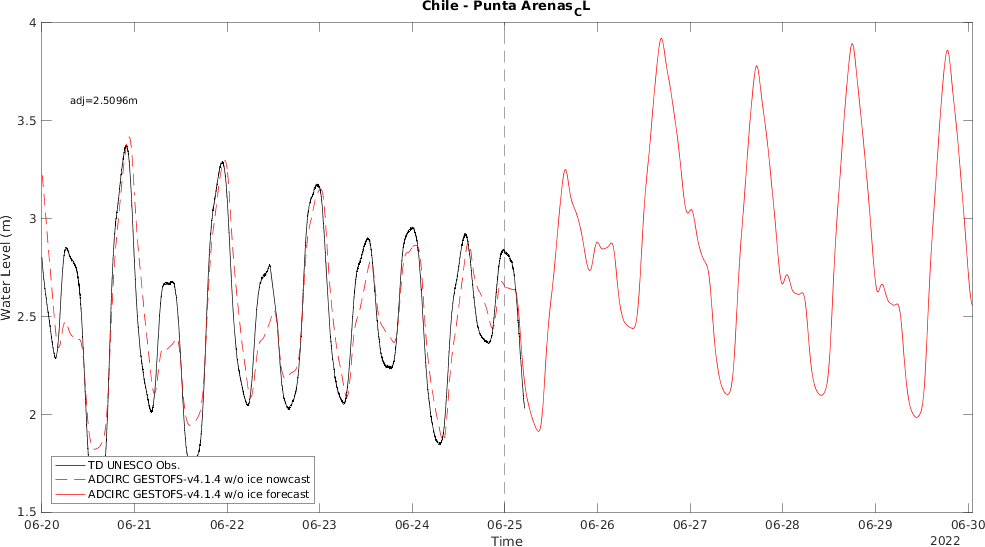 Chile - Punta Arenas_CL
4
adj=2.5096m
3.5
3
Water Level (m)
2.5
2
TD UNESCO Obs.
ADCIRC GESTOFS-v4.1.4 w/o ice nowcast
ADCIRC GESTOFS-v4.1.4 w/o ice forecast
1.5
06-20 06-21 06-22 06-23 06-24 06-25 06-26 06-27 06-28 06-29 06-30
Time
2022